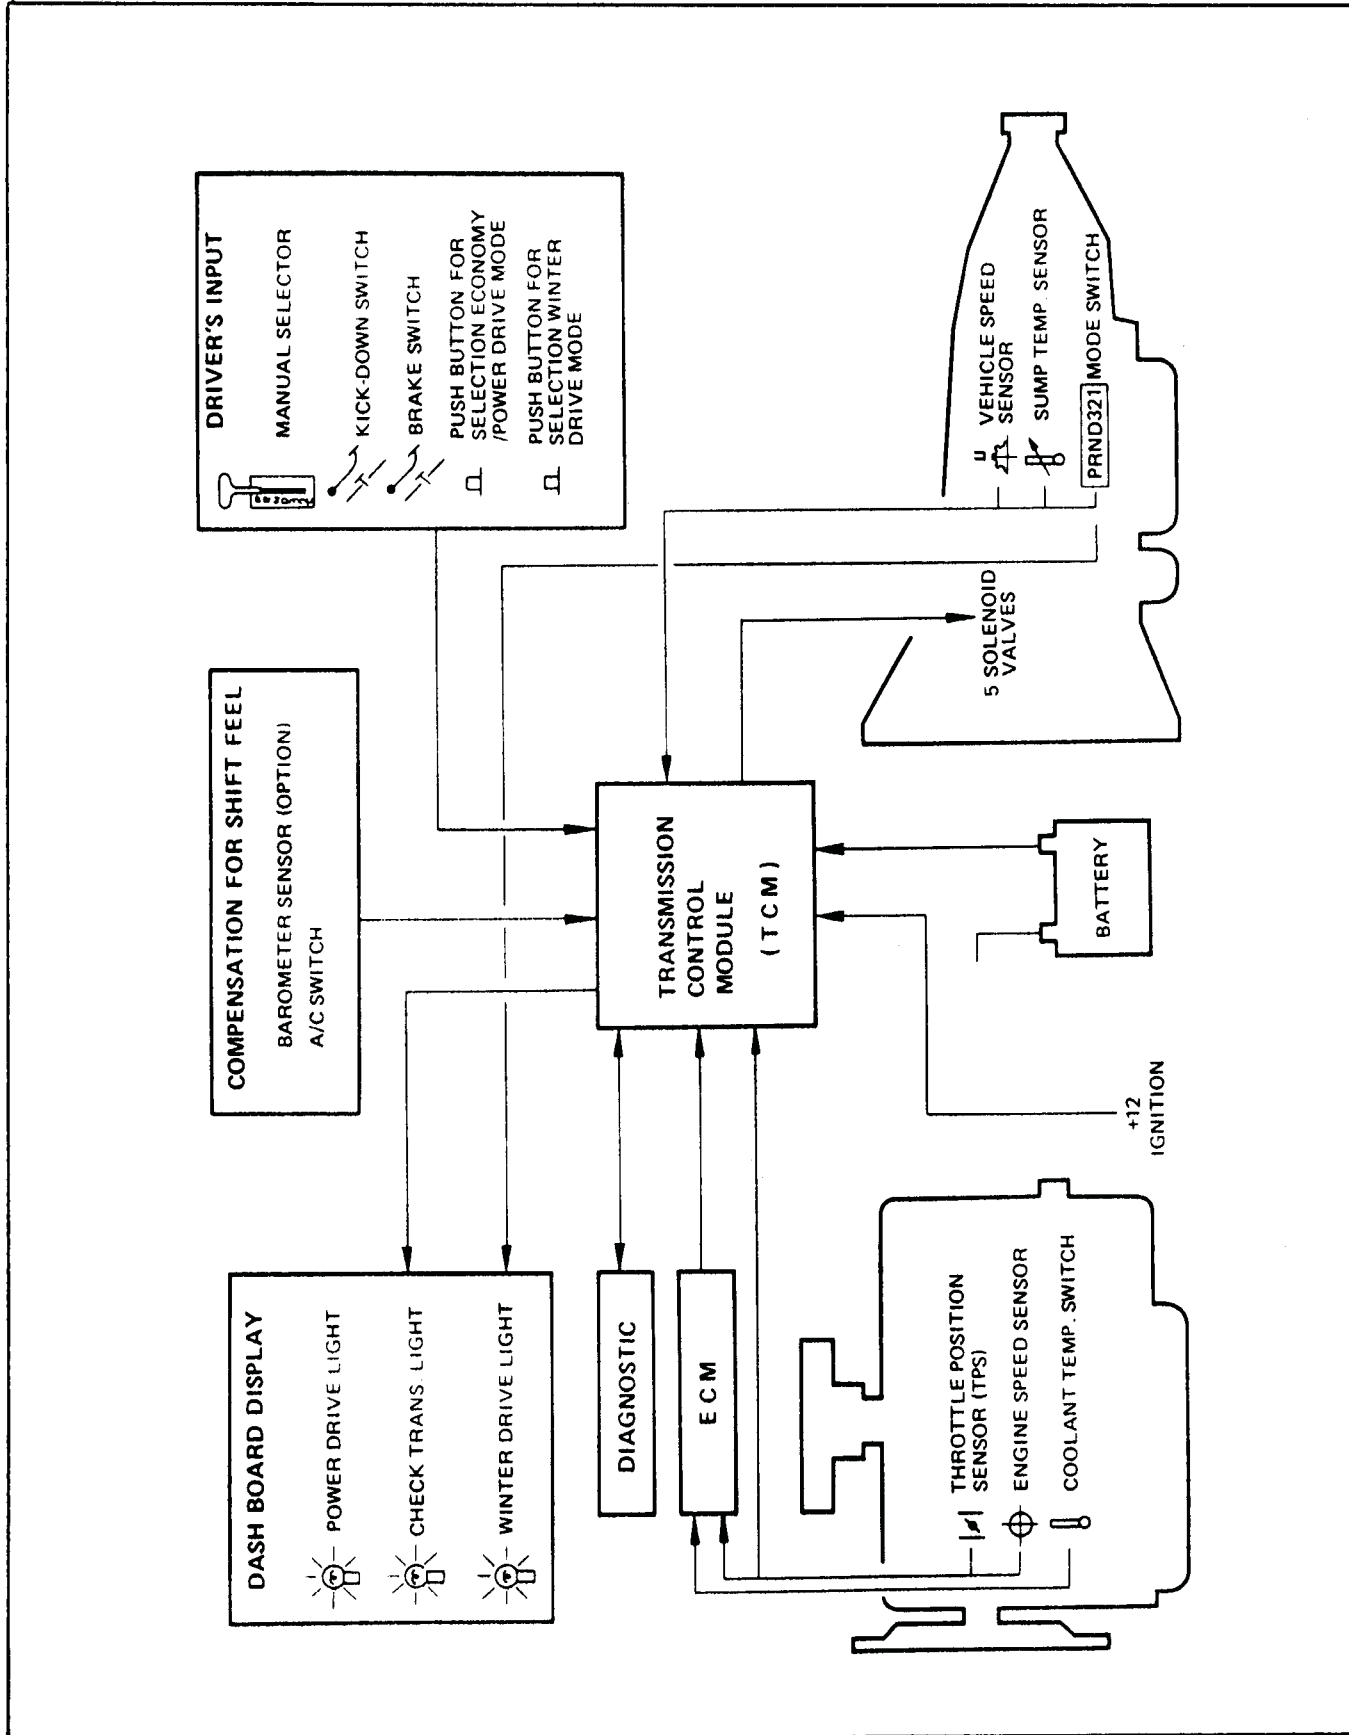 DASH BOARD DISPLAY
POWER DRIVE LIGHT
CHECK TRANS. LIGHT
WINTER DRIVE LIGHT
COMPENSATION FOR SHIFT FEEL
BAROMETER SENSOR (OPTION)
A/C SWITCH
DRIVER'S INPUT
MANUAL SELECTOR
KICK-DOWN SWITCH
BRAKE SWITCH
PUSH BUTTON FOR
SELECTION ECONOMY
/POWER DRIVE MODE
PUSH BUTTON FOR
SELECTION WINTER
DRIVE MODE
DIAGNOSTIC
ECM
TRANSMISSION
CONTROL
MODULE
(TCM)
THROTTLE POSITION
SENSOR (TPS)
ENGINE SPEED SENSOR
COOLANT TEMP. SWITCH
+12
IGNITION
BATTERY
5 SOLENOID
VALVES
VEHICLE SPEED
SENSOR
SUMP TEMP. SENSOR
PRND321 MODE SWITCH